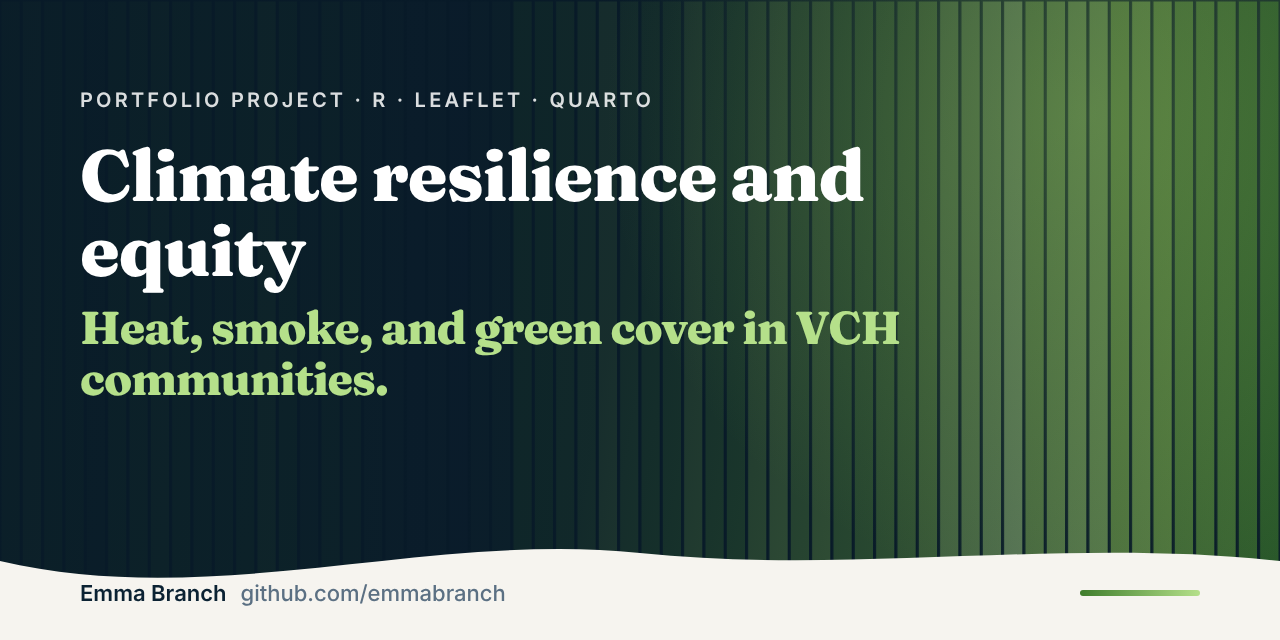 PORTFOLIO PROJECT · R · LEAFLET · QUARTO
Climate resilience and
equity
Heat, smoke, and green cover in VCH
communities.
Emma Branch github.com/emmabranch